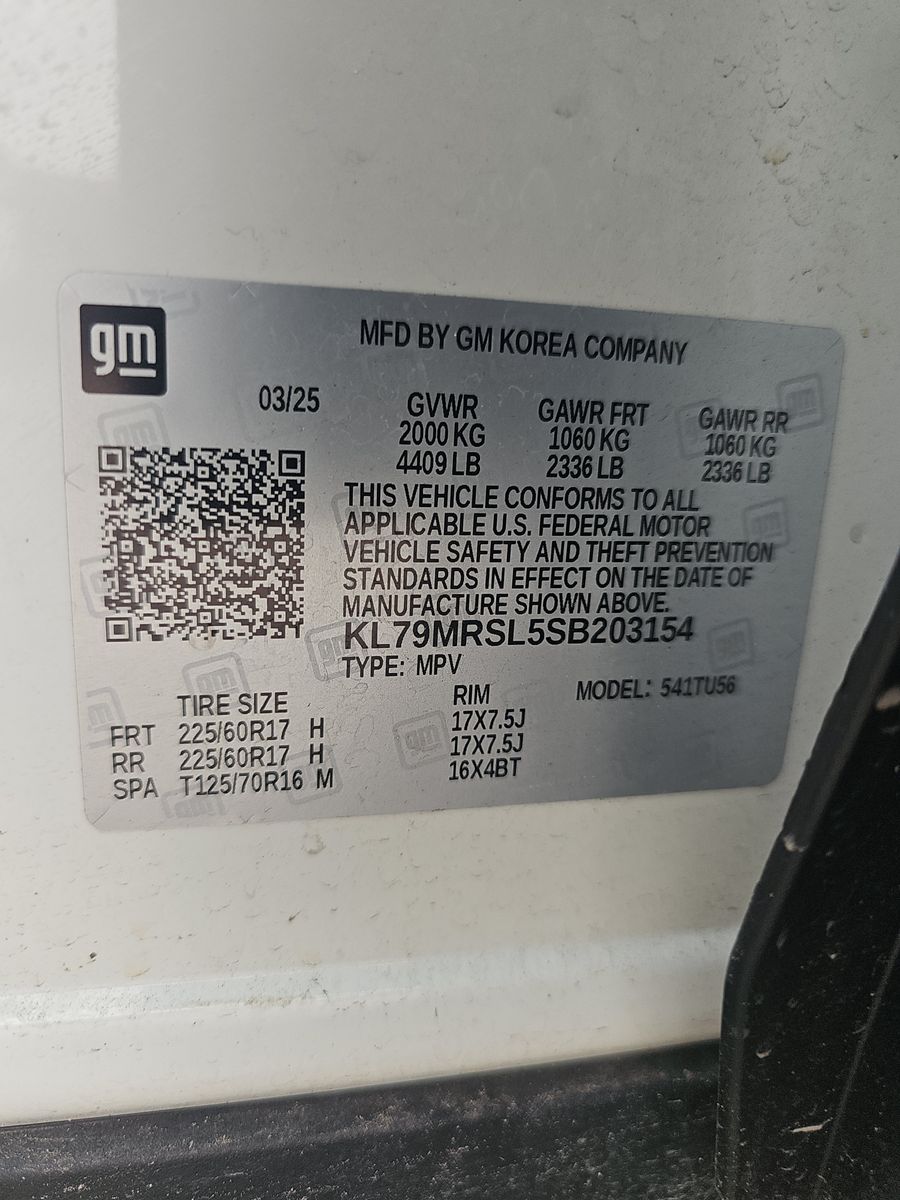 gm
MFD BY GM KOREA COMPANY
03/25 GVWR GAWR FRT GAWR RR
2000 KG 1060 KG 1060 KG
4409 LB 2336 LB 2336 LB
THIS VEHICLE CONFORMS TO ALL
APPLICABLE U.S. FEDERAL MOTOR
VEHICLE SAFETY AND THEFT PREVENTION
STANDARDS IN EFFECT ON THE DATE OF
MANUFACTURE SHOWN ABOVE.
KL79MRSL5SB203154
TYPE: MPV MODEL: 541TU56
TIRE SIZE RIM
FRT 225/60R17 H 17X7.5J
RR 225/60R17 H 17X7.5J
SPA T125/70R16 M 16X4BT